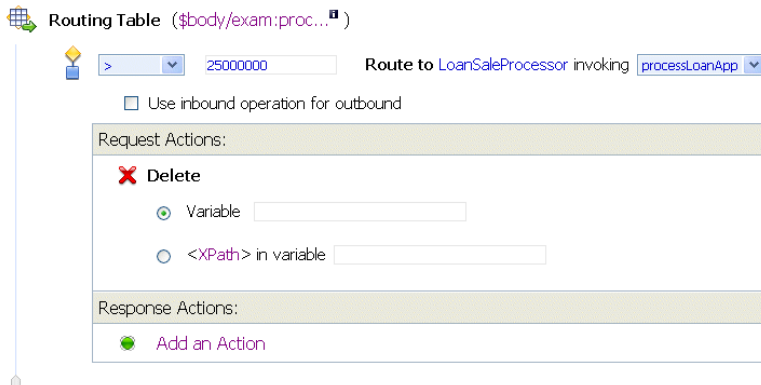 Routing Table ($body/exam:proc... )
> 25000000 Route to LoanSaleProcessor invoking processLoanApp
Use inbound operation for outbound
Request Actions:
Delete
Variable
<XPath> in variable
Response Actions:
Add an Action